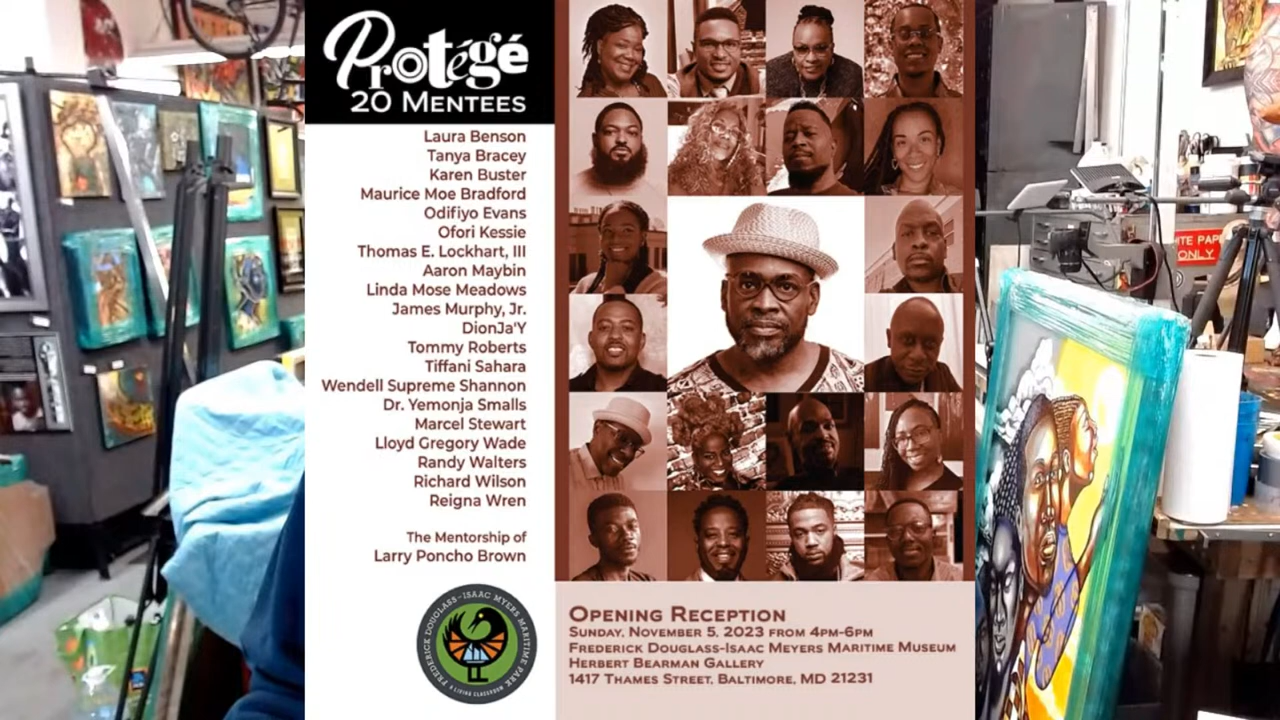 Protégé
20 MENTEES
Laura Benson
Tanya Bracey
Karen Buster
Maurice Moe Bradford
Odifiyo Evans
Ofori Kessie
Thomas E. Lockhart, III
Aaron Maybin
Linda Mose Meadows
James Murphy, Jr.
DionJa'Y
Tommy Roberts
Tiffani Sahara
Wendell Supreme Shannon
Dr. Yemonja Smalls
Marcel Stewart
Lloyd Gregory Wade
Randy Walters
Richard Wilson
Reigna Wren
The Mentorship of
Larry Poncho Brown
FREDERICK DOUGLASS-ISAAC MYERS MARITIME PARK
A LIVING CLASSROOM
OPENING RECEPTION
SUNDAY, NOVEMBER 5, 2023 FROM 4PM-6PM
FREDERICK DOUGLASS-ISAAC MEYERS MARITIME MUSEUM
HERBERT BEARMAN GALLERY
1417 THAMES STREET, BALTIMORE, MD 21231
ONLY